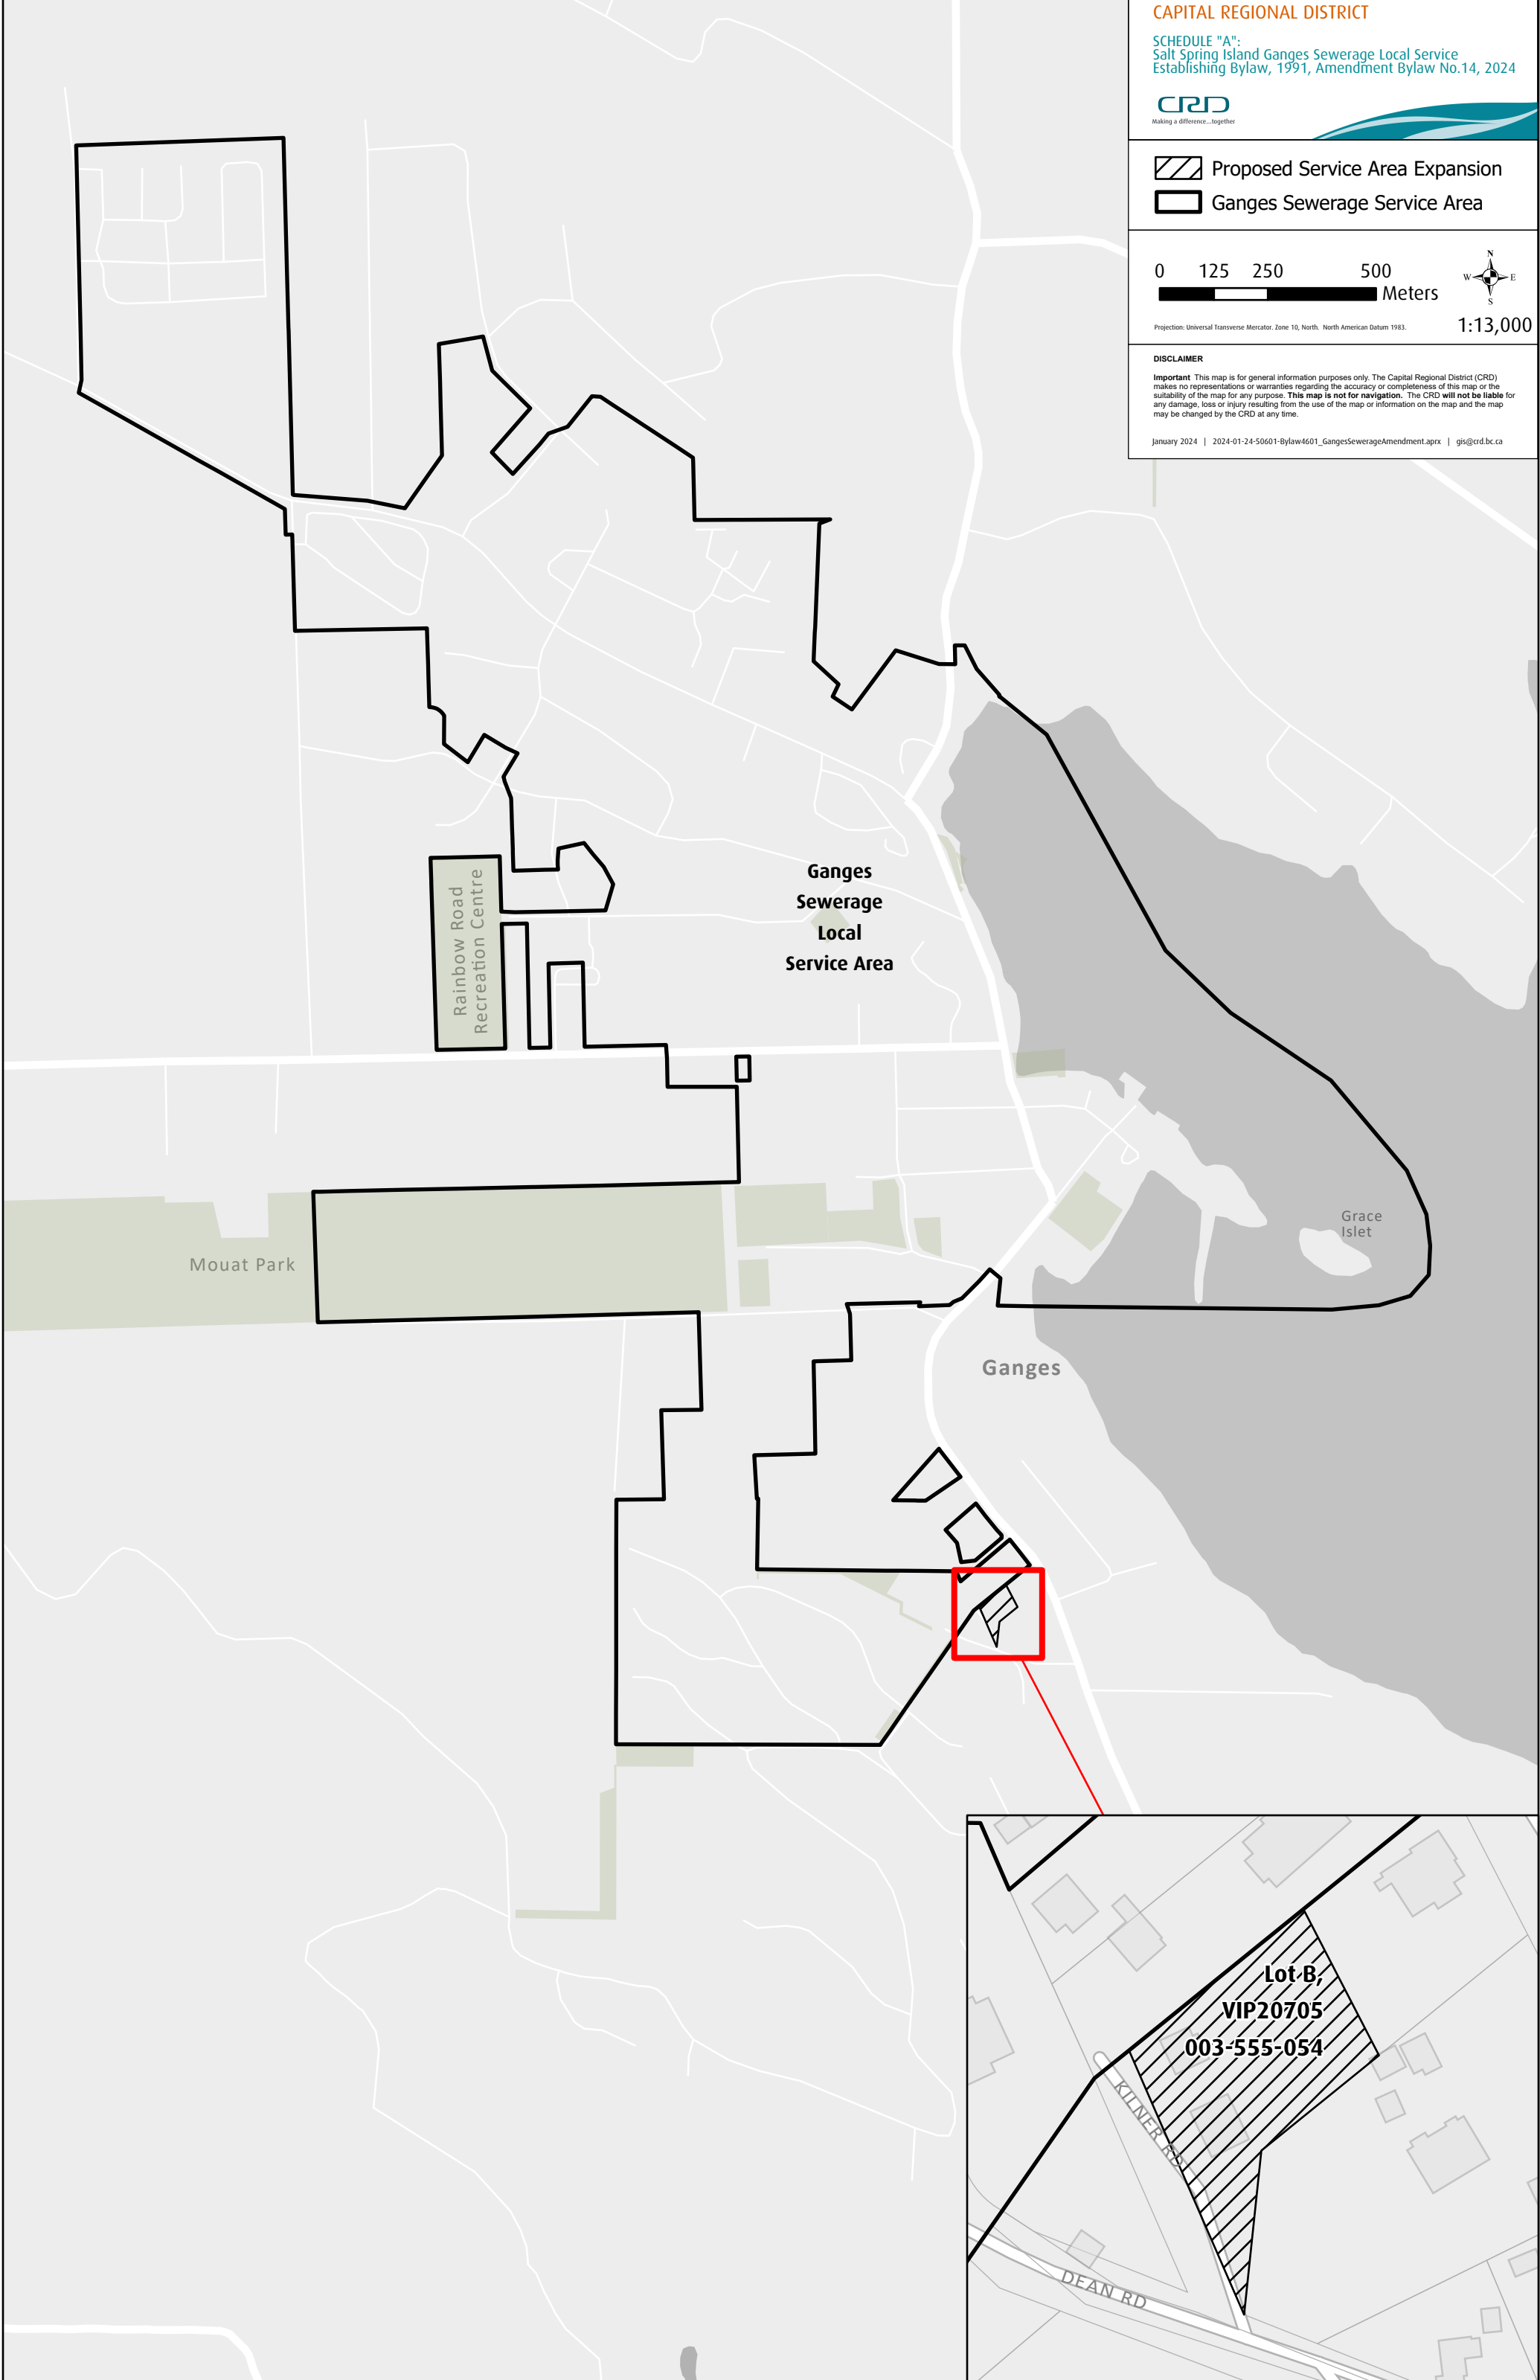 CAPITAL REGIONAL DISTRICT
SCHEDULE "A":
Salt Spring Island Ganges Sewerage Local Service
Establishing Bylaw, 1991, Amendment Bylaw No.14, 2024
CRD
Making a difference...together
Proposed Service Area Expansion
Ganges Sewerage Service Area
0 125 250 500
Meters
N
W E
S
1:13,000
Projection: Universal Transverse Mercator. Zone 10, North. North American Datum 1983.
DISCLAIMER
Important This map is for general information purposes only. The Capital Regional District (CRD)
makes no representations or warranties regarding the accuracy or completeness of this map or the
suitability of the map for any purpose. This map is not for navigation. The CRD will not be liable for
any damage, loss or injury resulting from the use of the map or information on the map and the map
may be changed by the CRD at any time.
January 2024 | 2024-01-24-50601-Bylaw4601_GangesSewerageAmendment.aprx | gis@crd.bc.ca
Ganges
Sewerage
Local
Service Area
Rainbow Road
Recreation Centre
Grace
Islet
Mouat Park
Ganges
Lot B,
VIP20705
003-555-054
KILNER RD
DEAN RD